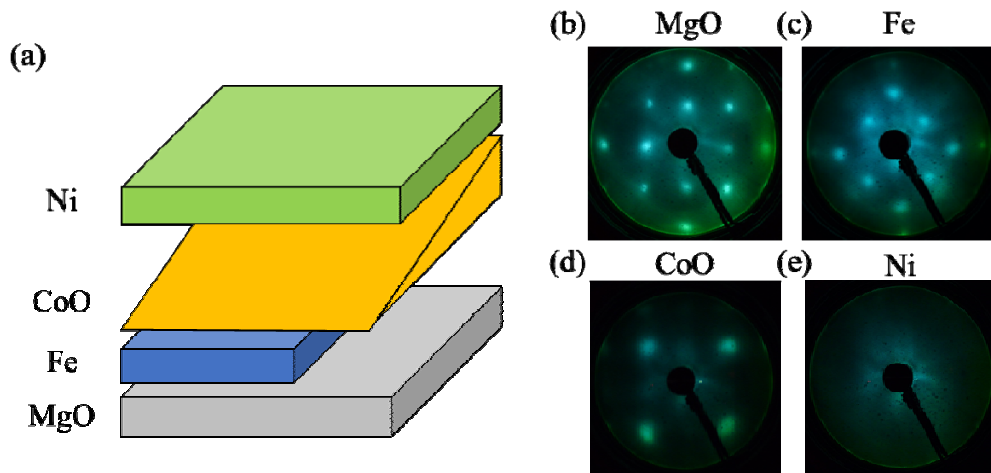 (a)
Ni
CoO
Fe
MgO
(b) MgO
(c) Fe
(d) CoO
(e) Ni